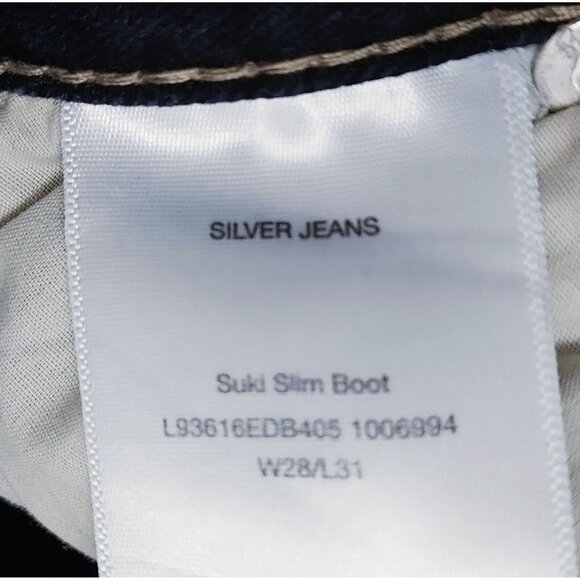 SILVER JEANS
Suki Slim Boot
L93616EDB405 1006994
W28/L31